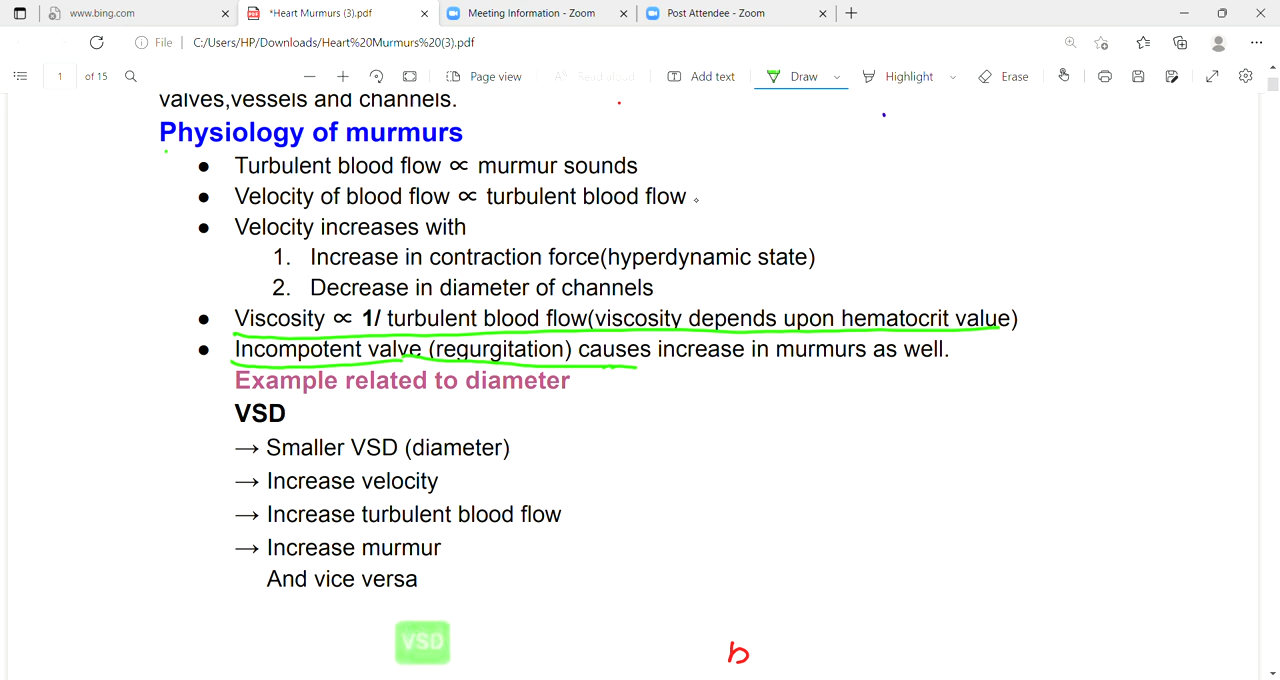 www.bing.com
*Heart Murmurs (3).pdf
Meeting Information - Zoom
Post Attendee - Zoom
File
C:/Users/HP/Downloads/Heart%20Murmurs%20(3).pdf
1 of 15
Page view
Read aloud
Add text
Draw
Highlight
Erase
valves,vessels and channels.
Physiology of murmurs
● Turbulent blood flow ∝ murmur sounds
● Velocity of blood flow ∝ turbulent blood flow
● Velocity increases with
1. Increase in contraction force(hyperdynamic state)
2. Decrease in diameter of channels
● Viscosity ∝ 1/ turbulent blood flow(viscosity depends upon hematocrit value)
● Incompotent valve (regurgitation) causes increase in murmurs as well.
Example related to diameter
VSD
→ Smaller VSD (diameter)
→ Increase velocity
→ Increase turbulent blood flow
→ Increase murmur
And vice versa
VSD
b